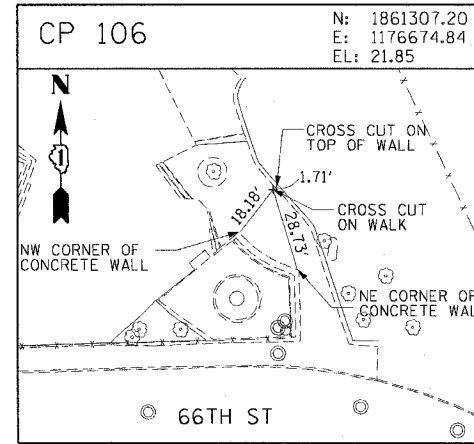 CP 106
N: 1861307.20
E: 1176674.84
EL: 21.85
N
1
CROSS CUT ON
TOP OF WALL
1.71'
CROSS CUT
ON WALK
18.18'
28.73'
NW CORNER OF
CONCRETE WALL
NE CORNER OF
CONCRETE WAL
66TH ST